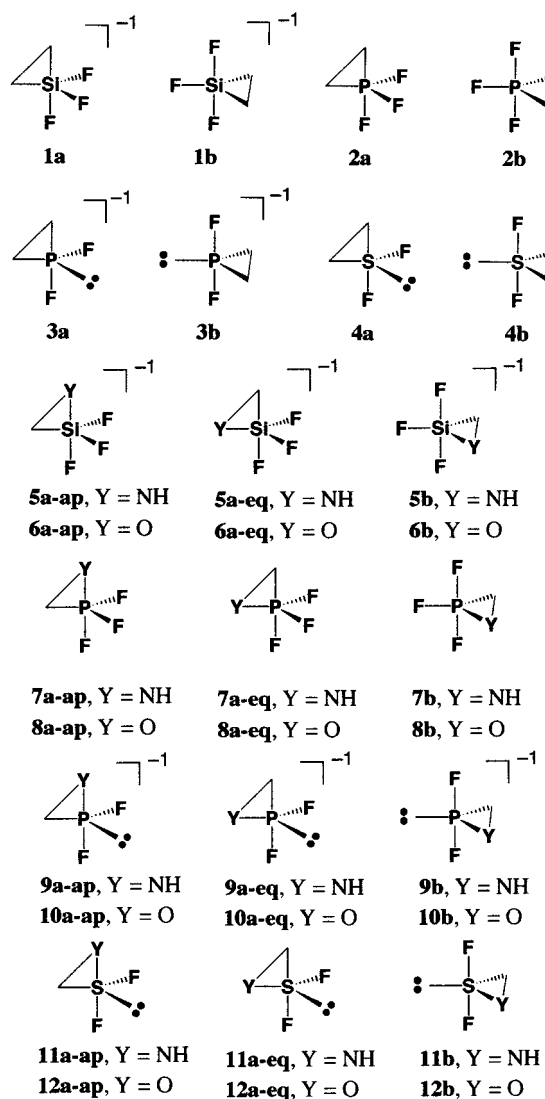 −1 −1
F F F
Si F F Si P F F P
F F F F F
1a 1b 2a 2b
−1 −1
F F
P F : P S F : S
F : F F : F
3a 3b 4a 4b
−1 −1 −1
Y F
Si F Y Si F F Si
F F F F Y
F
5a-ap, Y = NH 5a-eq, Y = NH 5b, Y = NH
6a-ap, Y = O 6a-eq, Y = O 6b, Y = O
Y F
P F Y P F F P
F F F F Y
F
7a-ap, Y = NH 7a-eq, Y = NH 7b, Y = NH
8a-ap, Y = O 8a-eq, Y = O 8b, Y = O
−1 −1 −1
Y F
P F Y P F : P
F : F : Y
F
9a-ap, Y = NH 9a-eq, Y = NH 9b, Y = NH
10a-ap, Y = O 10a-eq, Y = O 10b, Y = O
Y F
S F Y S F : S
F : F : Y
F
11a-ap, Y = NH 11a-eq, Y = NH 11b, Y = NH
12a-ap, Y = O 12a-eq, Y = O 12b, Y = O